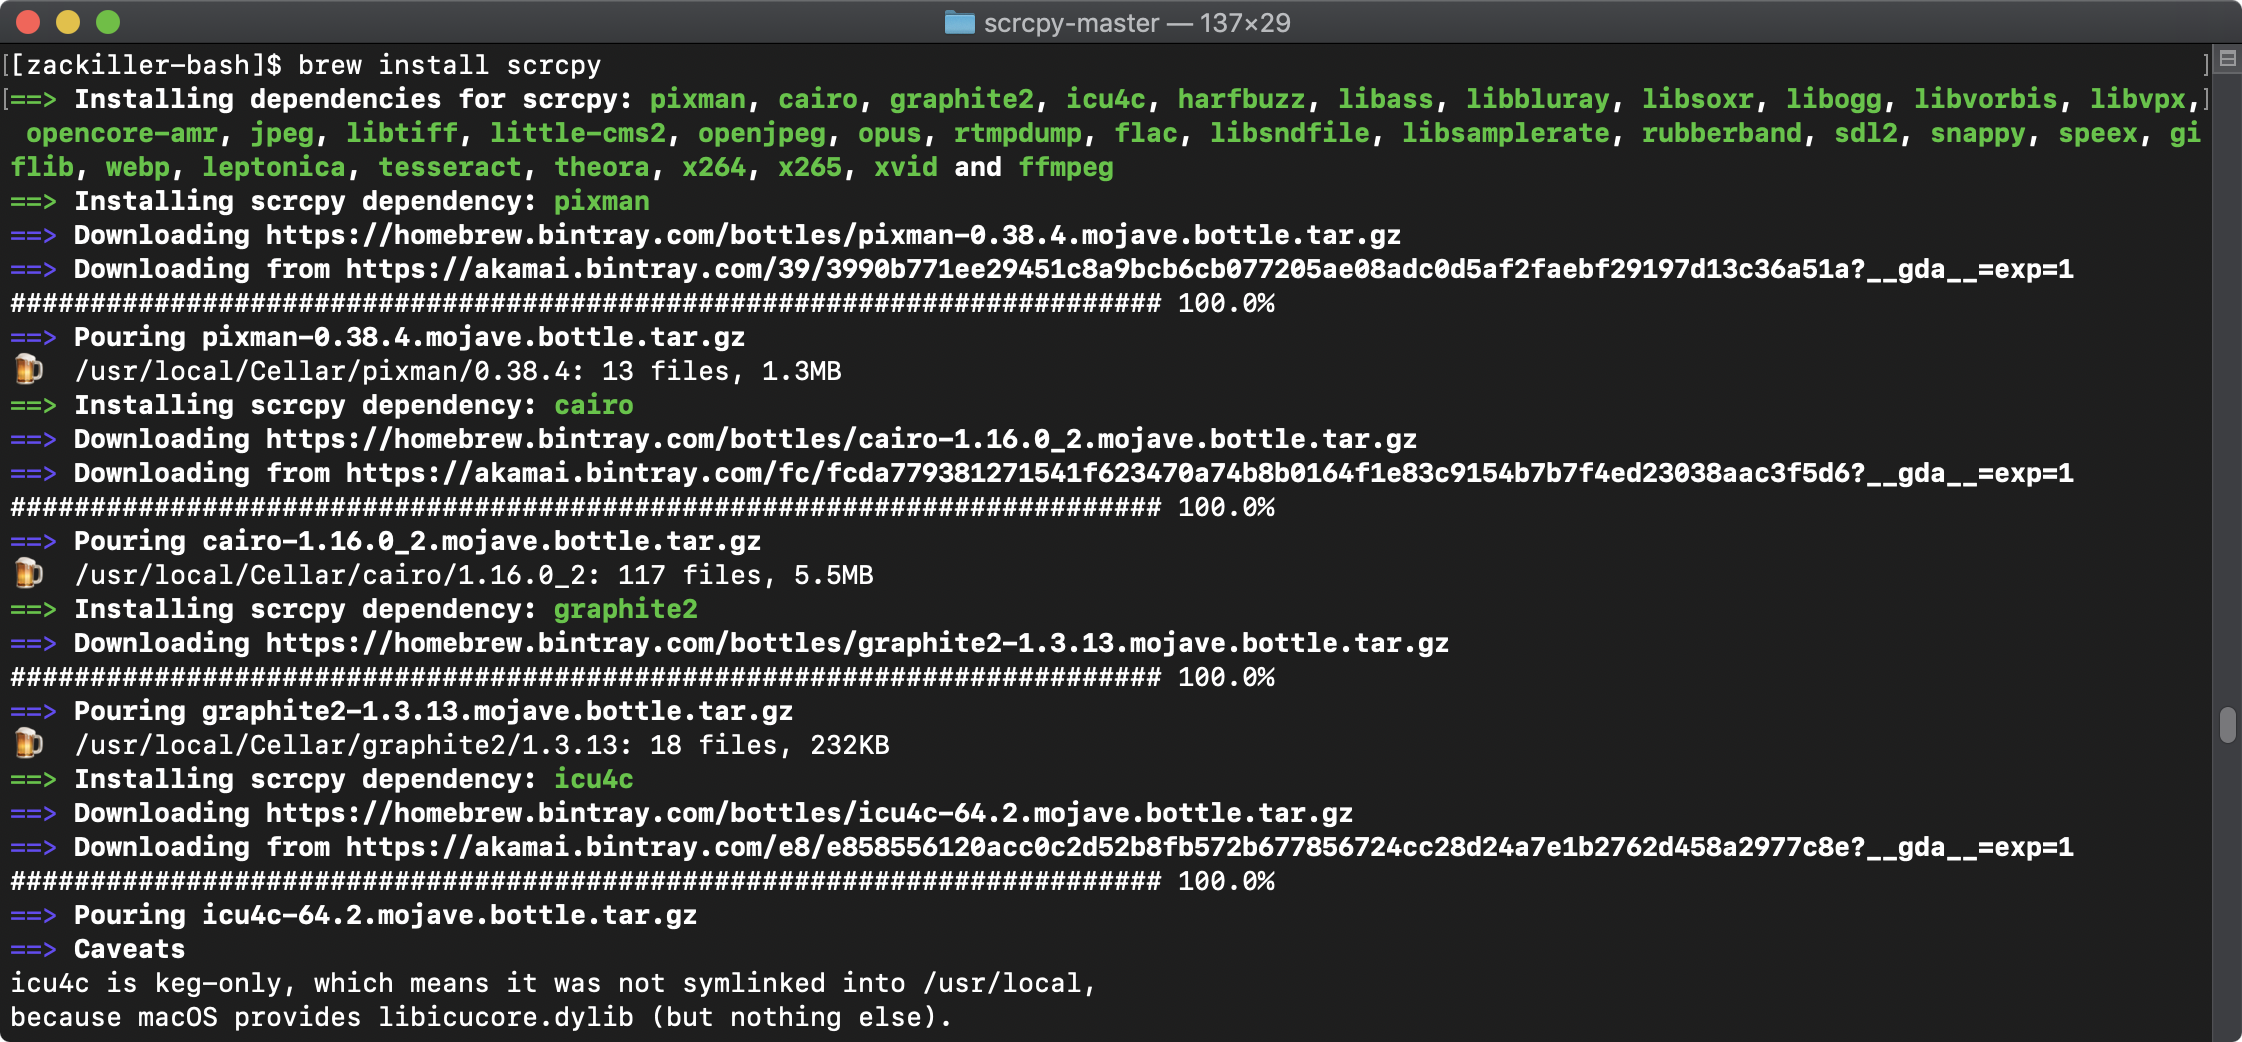 scrcpy-master — 137×29
[[zackiller-bash]$ brew install scrcpy ]
[==> Installing dependencies for scrcpy: pixman, cairo, graphite2, icu4c, harfbuzz, libass, libbluray, libsoxr, libogg, libvorbis, libvpx,]
opencore-amr, jpeg, libtiff, little-cms2, openjpeg, opus, rtmpdump, flac, libsndfile, libsamplerate, rubberband, sdl2, snappy, speex, gi
flib, webp, leptonica, tesseract, theora, x264, x265, xvid and ffmpeg
==> Installing scrcpy dependency: pixman
==> Downloading https://homebrew.bintray.com/bottles/pixman-0.38.4.mojave.bottle.tar.gz
==> Downloading from https://akamai.bintray.com/39/3990b771ee29451c8a9bcb6cb077205ae08adc0d5af2faebf29197d13c36a51a?__gda__=exp=1
######################################################################## 100.0%
==> Pouring pixman-0.38.4.mojave.bottle.tar.gz
🍺 /usr/local/Cellar/pixman/0.38.4: 13 files, 1.3MB
==> Installing scrcpy dependency: cairo
==> Downloading https://homebrew.bintray.com/bottles/cairo-1.16.0_2.mojave.bottle.tar.gz
==> Downloading from https://akamai.bintray.com/fc/fcda779381271541f623470a74b8b0164f1e83c9154b7b7f4ed23038aac3f5d6?__gda__=exp=1
######################################################################## 100.0%
==> Pouring cairo-1.16.0_2.mojave.bottle.tar.gz
🍺 /usr/local/Cellar/cairo/1.16.0_2: 117 files, 5.5MB
==> Installing scrcpy dependency: graphite2
==> Downloading https://homebrew.bintray.com/bottles/graphite2-1.3.13.mojave.bottle.tar.gz
######################################################################## 100.0%
==> Pouring graphite2-1.3.13.mojave.bottle.tar.gz
🍺 /usr/local/Cellar/graphite2/1.3.13: 18 files, 232KB
==> Installing scrcpy dependency: icu4c
==> Downloading https://homebrew.bintray.com/bottles/icu4c-64.2.mojave.bottle.tar.gz
==> Downloading from https://akamai.bintray.com/e8/e858556120acc0c2d52b8fb572b677856724cc28d24a7e1b2762d458a2977c8e?__gda__=exp=1
######################################################################## 100.0%
==> Pouring icu4c-64.2.mojave.bottle.tar.gz
==> Caveats
icu4c is keg-only, which means it was not symlinked into /usr/local,
because macOS provides libicucore.dylib (but nothing else).